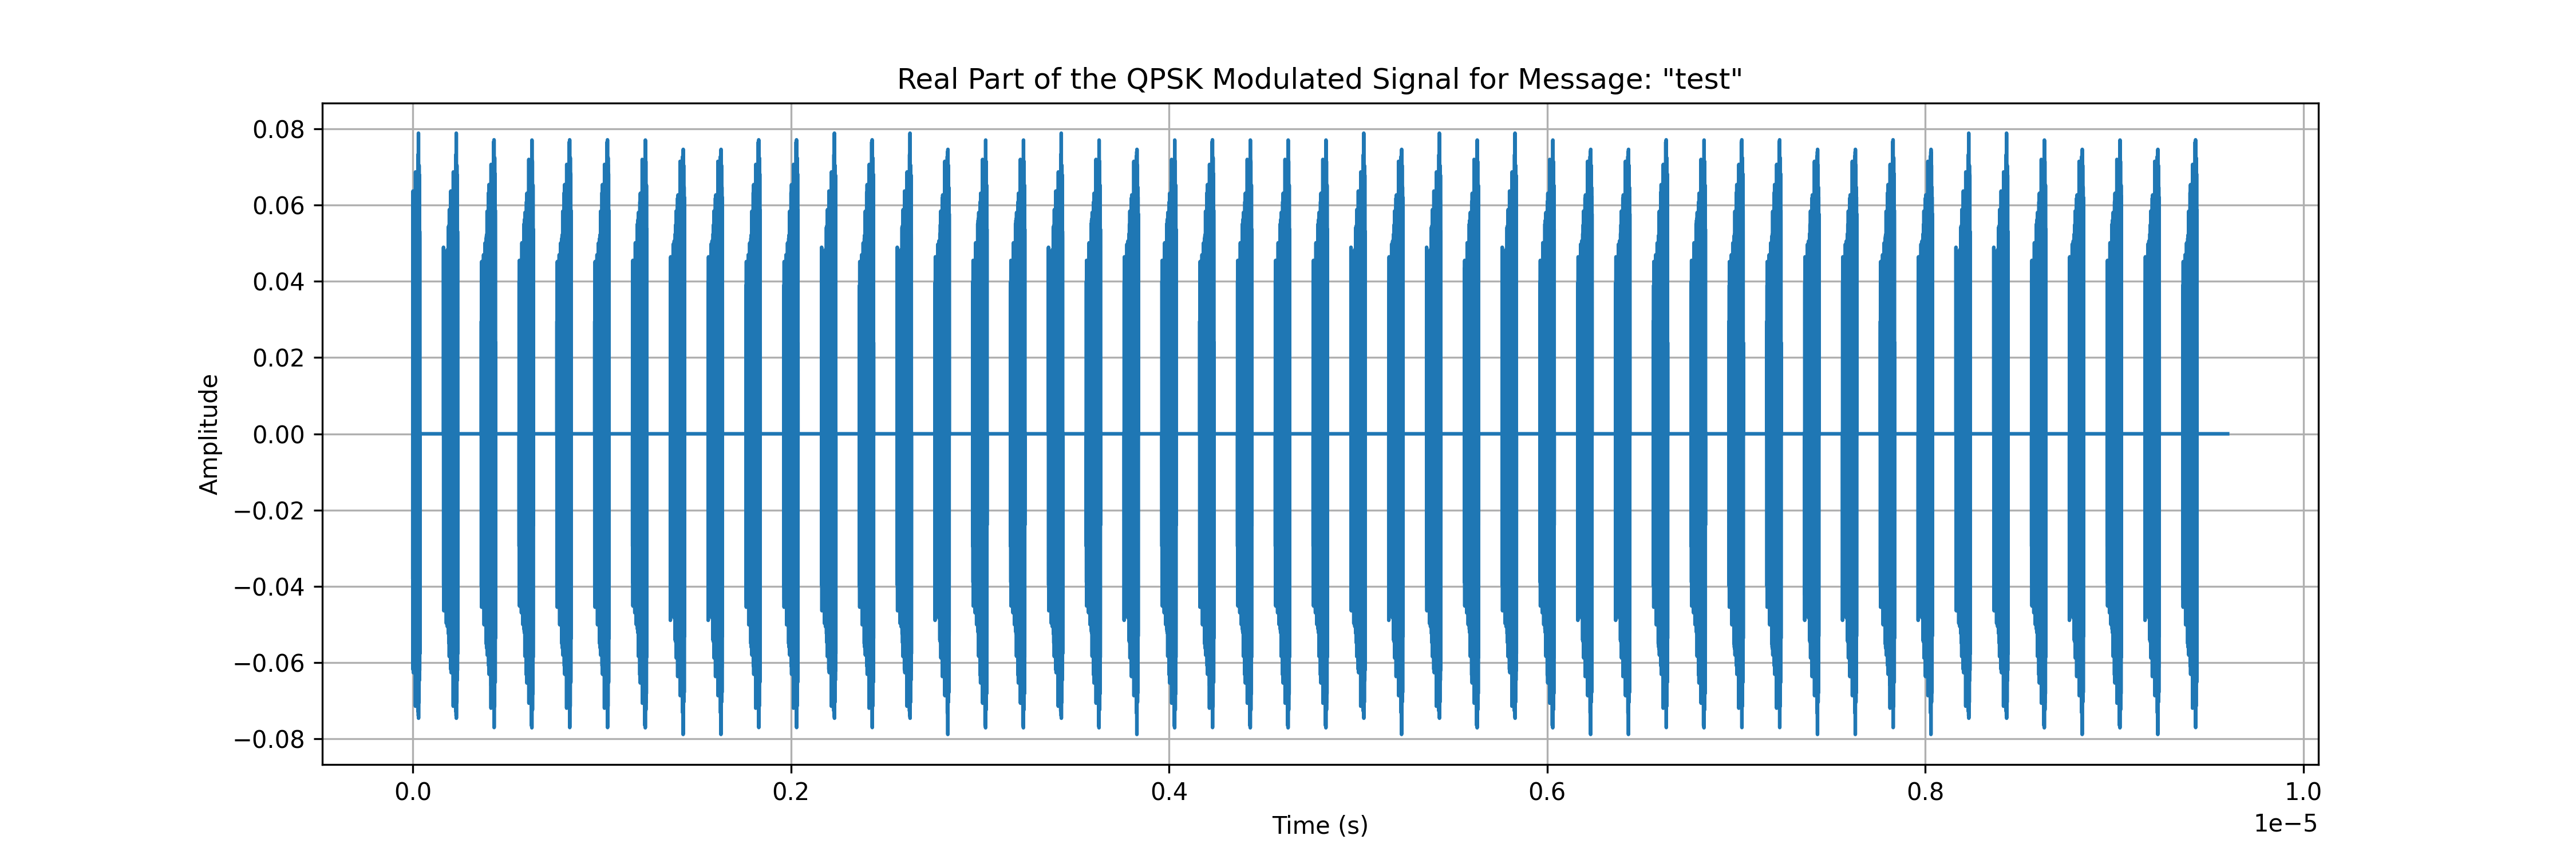 Real Part of the QPSK Modulated Signal for Message: "test"
0.08
0.06
0.04
0.02
0.00
−0.02
−0.04
−0.06
−0.08
Amplitude
0.0 0.2 0.4 0.6 0.8 1.0
Time (s)
1e−5